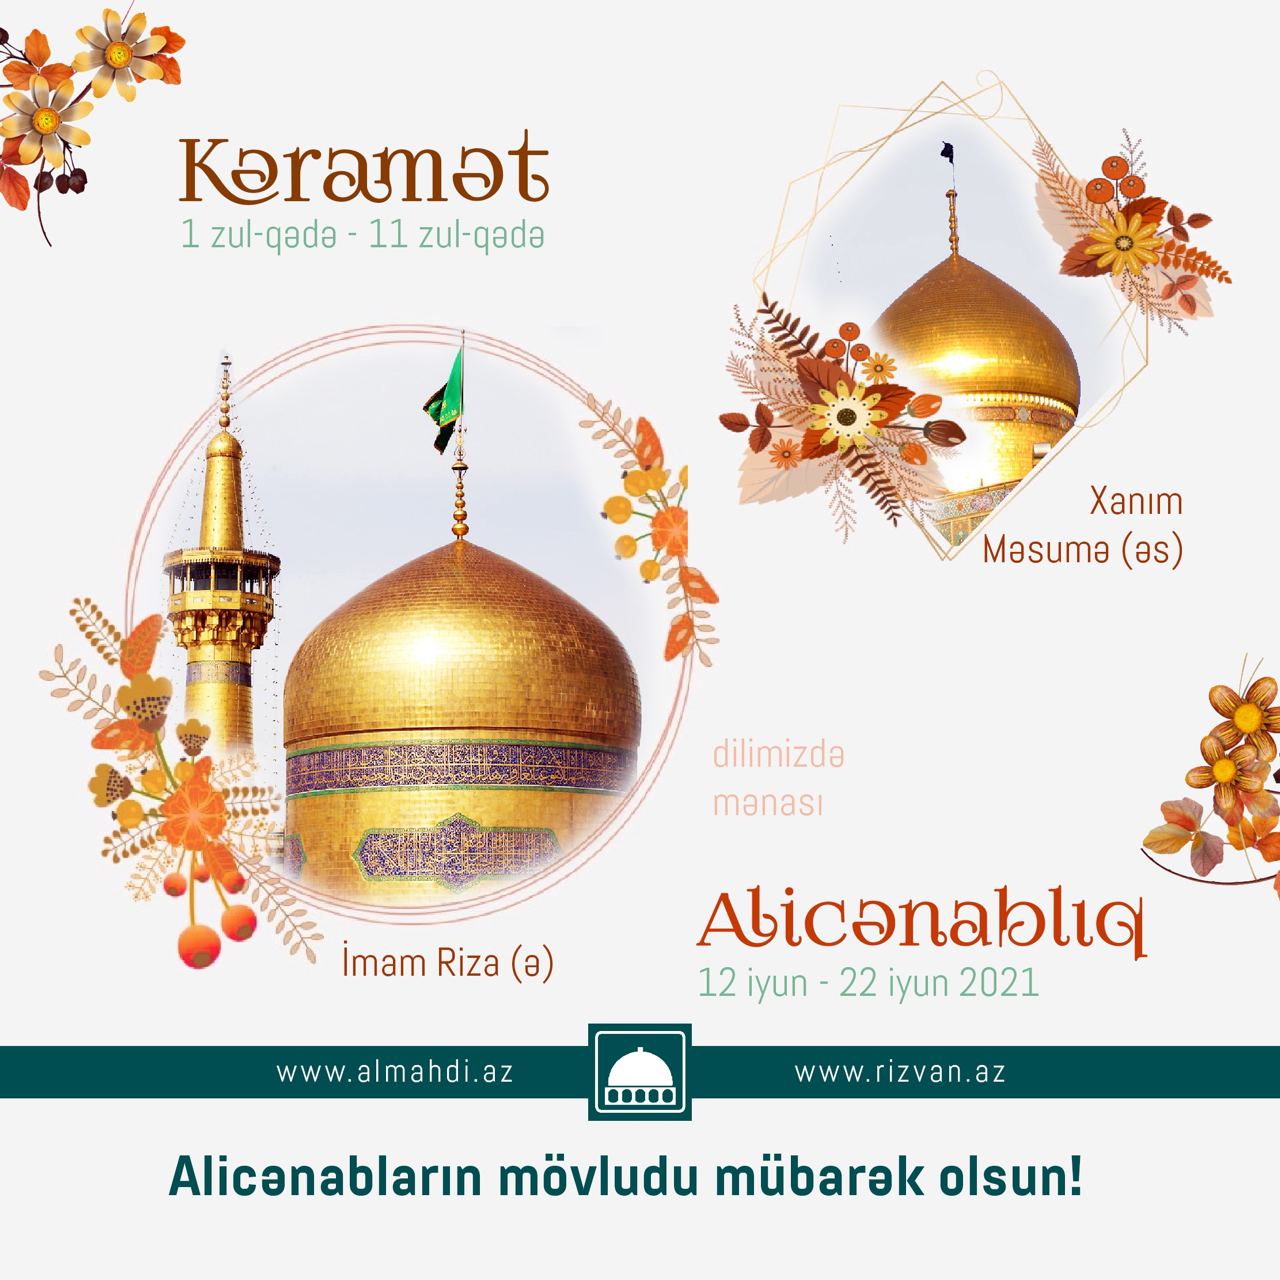 Kəramət
1 zul-qədə - 11 zul-qədə
Xanım
Məsumə (əs)
dilimizdə
mənası
Alicənablıq
12 iyun - 22 iyun 2021
İmam Riza (ə)
www.almahdi.az
www.rizvan.az
Alicənabların mövludu mübarək olsun!